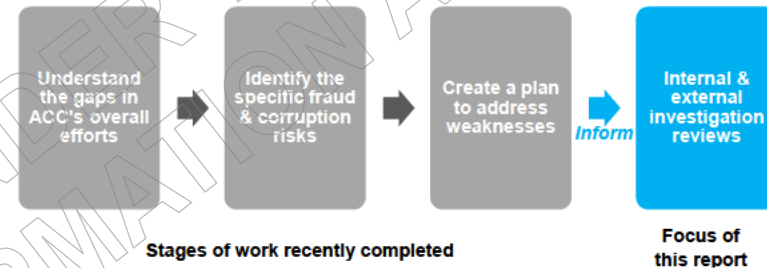 Understand
the gaps in
ACC's overall
efforts
Identify the
specific fraud
& corruption
risks
Create a plan
to address
weaknesses
Inform
Internal &
external
investigation
reviews
Stages of work recently completed
Focus of
this report